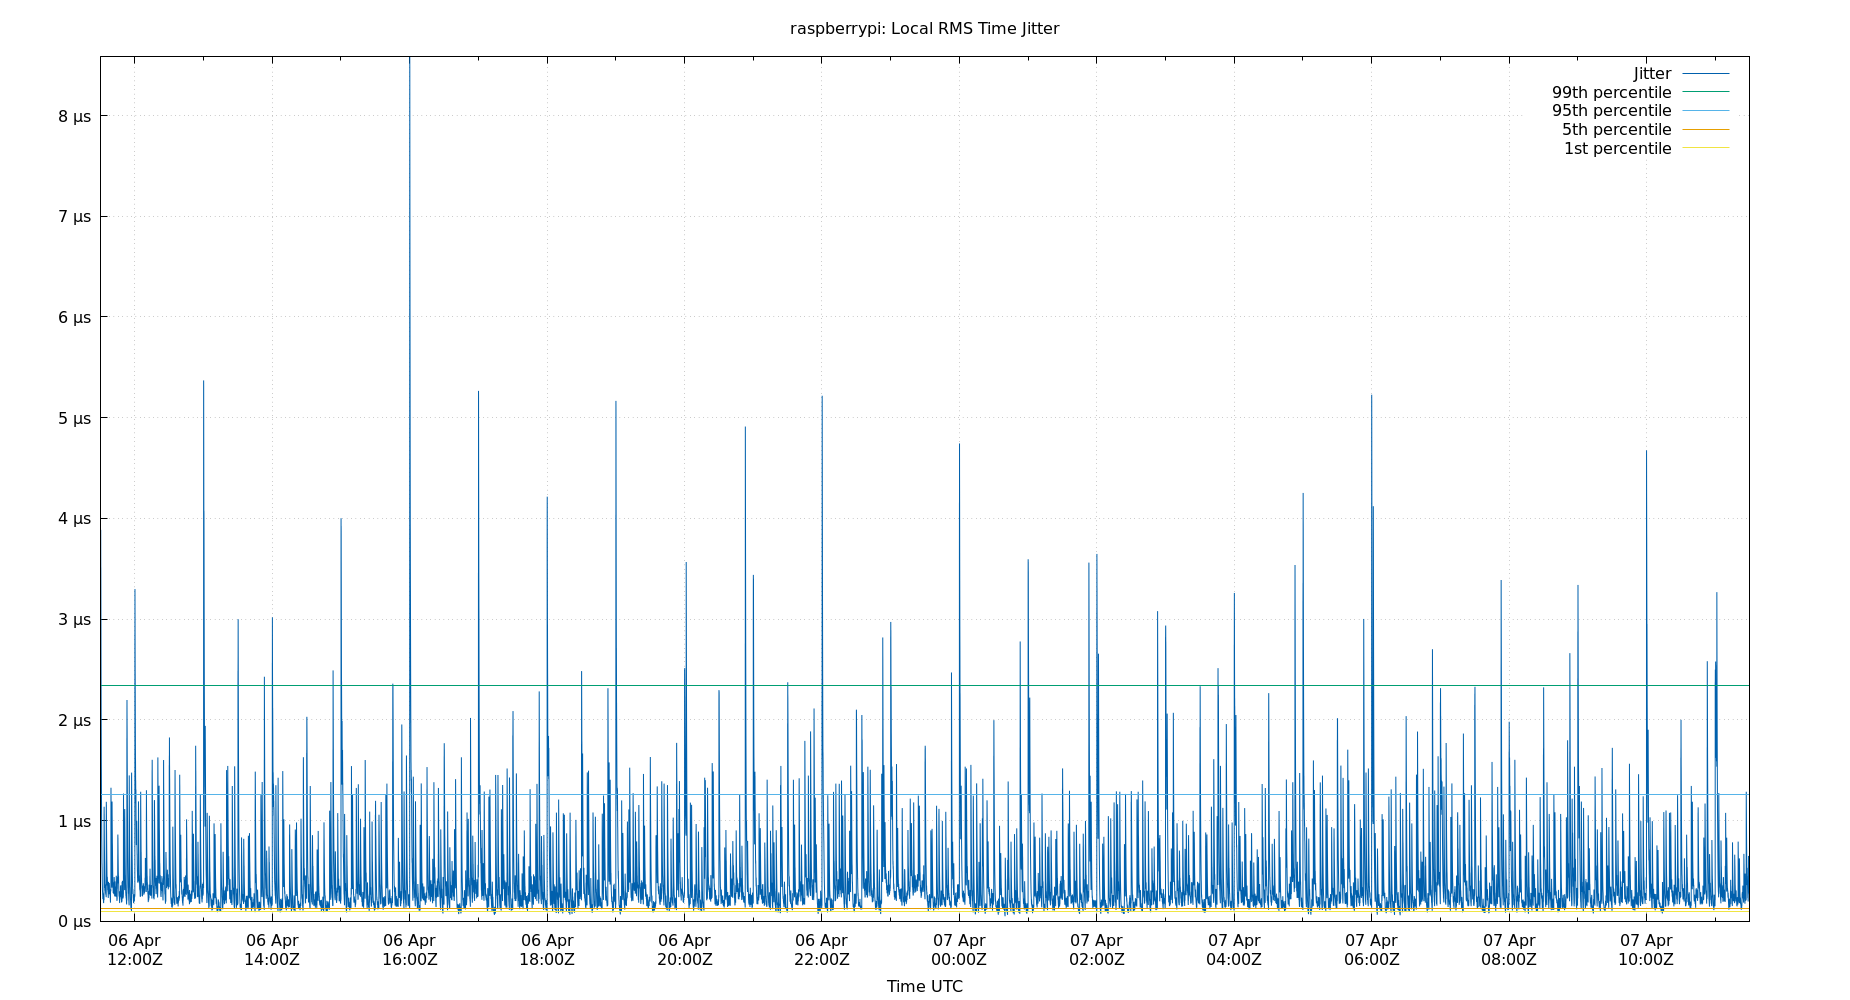 raspberrypi: Local RMS Time Jitter
Jitter
99th percentile
95th percentile
5th percentile
1st percentile
8 µs
7 µs
6 µs
5 µs
4 µs
3 µs
2 µs
1 µs
0 µs
06 Apr 06 Apr 06 Apr 06 Apr 06 Apr 06 Apr 07 Apr 07 Apr 07 Apr 07 Apr 07 Apr 07 Apr
12:00Z 14:00Z 16:00Z 18:00Z 20:00Z 22:00Z 00:00Z 02:00Z 04:00Z 06:00Z 08:00Z 10:00Z
Time UTC